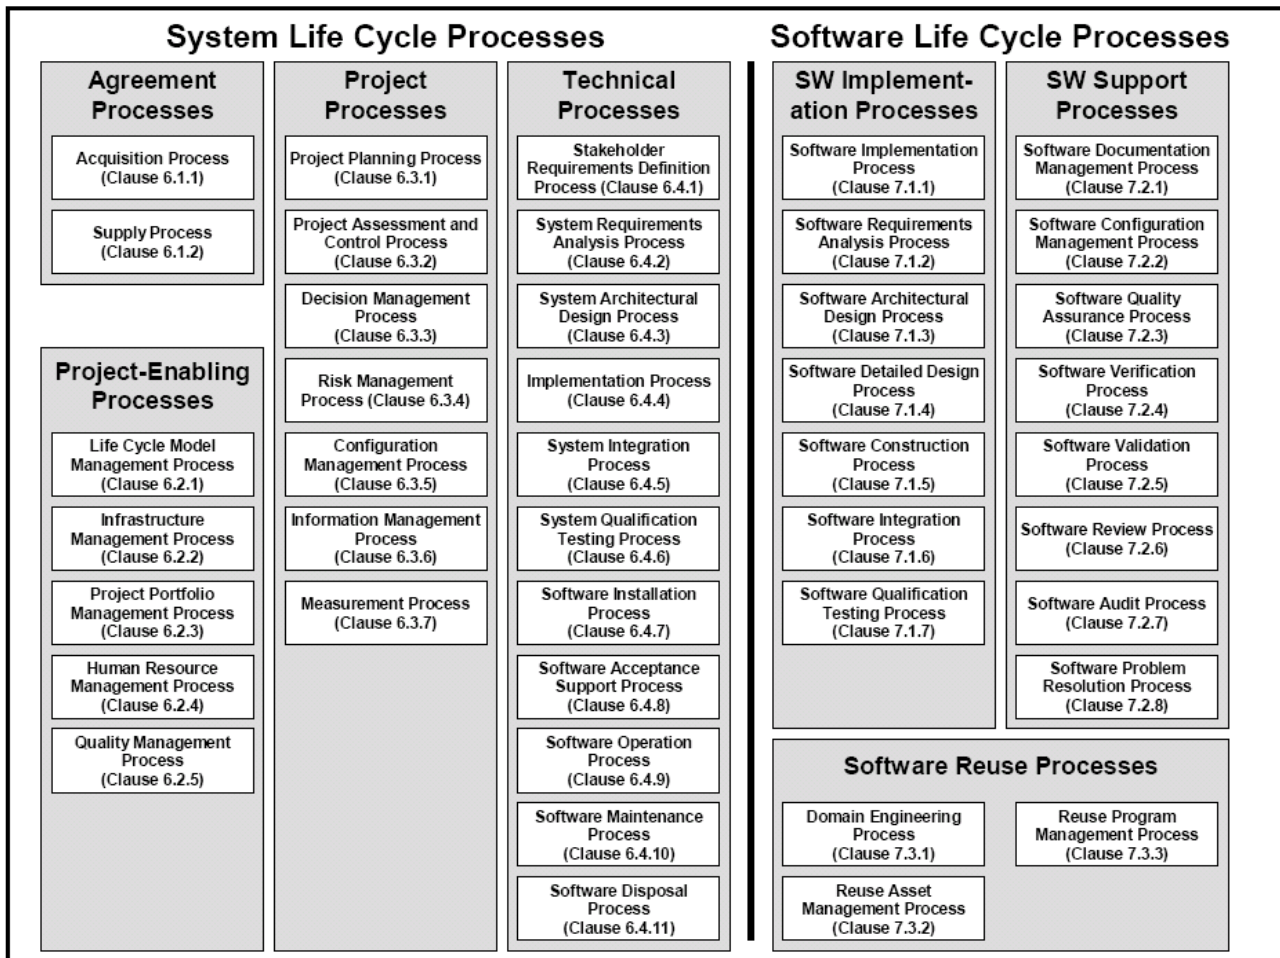 System Life Cycle Processes
Agreement
Processes
Acquisition Process
(Clause 6.1.1)
Supply Process
(Clause 6.1.2)
Project-Enabling
Processes
Life Cycle Model
Management Process
(Clause 6.2.1)
Infrastructure
Management Process
(Clause 6.2.2)
Project Portfolio
Management Process
(Clause 6.2.3)
Human Resource
Management Process
(Clause 6.2.4)
Quality Management
Process
(Clause 6.2.5)
Project
Processes
Project Planning Process
(Clause 6.3.1)
Project Assessment and
Control Process
(Clause 6.3.2)
Decision Management
Process
(Clause 6.3.3)
Risk Management
Process (Clause 6.3.4)
Configuration
Management Process
(Clause 6.3.5)
Information Management
Process
(Clause 6.3.6)
Measurement Process
(Clause 6.3.7)
Technical
Processes
Stakeholder
Requirements Definition
Process (Clause 6.4.1)
System Requirements
Analysis Process
(Clause 6.4.2)
System Architectural
Design Process
(Clause 6.4.3)
Implementation Process
(Clause 6.4.4)
System Integration
Process
(Clause 6.4.5)
System Qualification
Testing Process
(Clause 6.4.6)
Software Installation
Process
(Clause 6.4.7)
Software Acceptance
Support Process
(Clause 6.4.8)
Software Operation
Process
(Clause 6.4.9)
Software Maintenance
Process
(Clause 6.4.10)
Software Disposal
Process
(Clause 6.4.11)
Software Life Cycle Processes
SW Implement-
ation Processes
Software Implementation
Process
(Clause 7.1.1)
Software Requirements
Analysis Process
(Clause 7.1.2)
Software Architectural
Design Process
(Clause 7.1.3)
Software Detailed Design
Process
(Clause 7.1.4)
Software Construction
Process
(Clause 7.1.5)
Software Integration
Process
(Clause 7.1.6)
Software Qualification
Testing Process
(Clause 7.1.7)
SW Support
Processes
Software Documentation
Management Process
(Clause 7.2.1)
Software Configuration
Management Process
(Clause 7.2.2)
Software Quality
Assurance Process
(Clause 7.2.3)
Software Verification
Process
(Clause 7.2.4)
Software Validation
Process
(Clause 7.2.5)
Software Review Process
(Clause 7.2.6)
Software Audit Process
(Clause 7.2.7)
Software Problem
Resolution Process
(Clause 7.2.8)
Software Reuse Processes
Domain Engineering
Process
(Clause 7.3.1)
Reuse Asset
Management Process
(Clause 7.3.2)
Reuse Program
Management Process
(Clause 7.3.3)